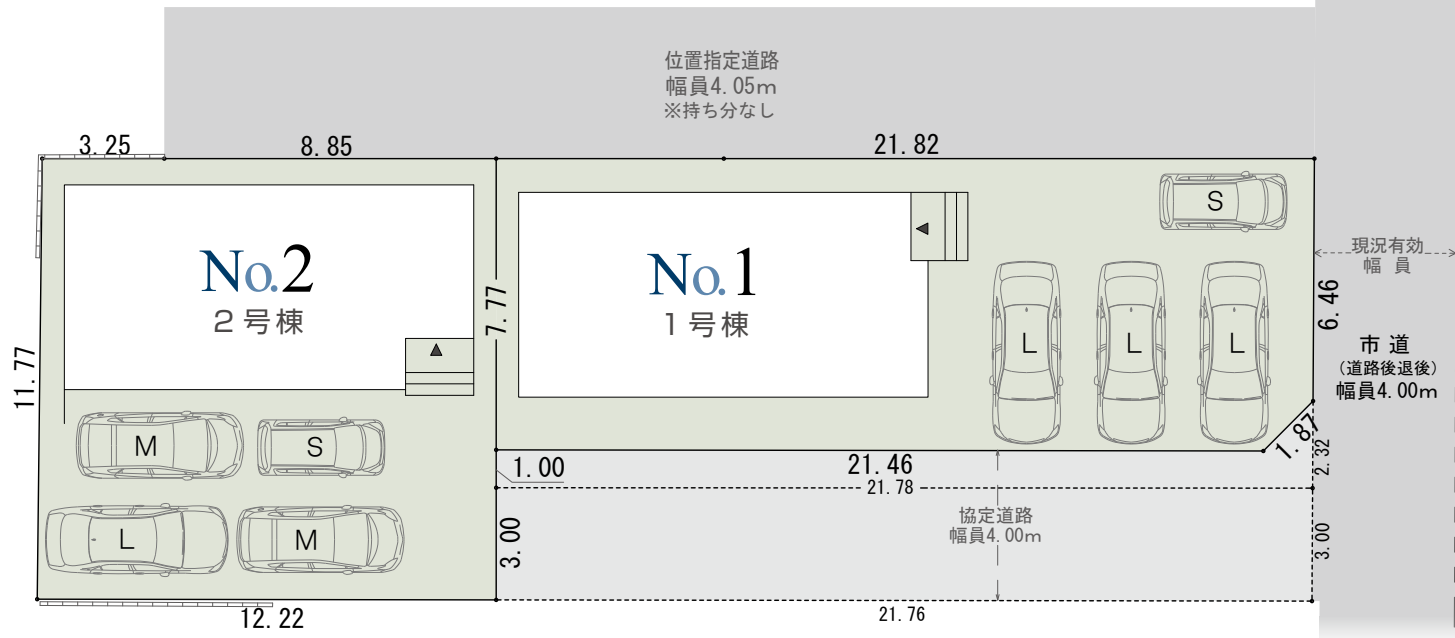 位置指定道路
幅員4.05m
※持ち分なし
3.25
8.85
21.82
S
現況有効
幅 員
No.2
2号棟
No.1
1号棟
7.77
6.46
L
L
L
市 道
(道路後退後)
幅員4.00m
11.77
M
S
1.87
2.32
1.00
21.46
21.78
L
M
3.00
協定道路
幅員4.00m
3.00
12.22
21.76